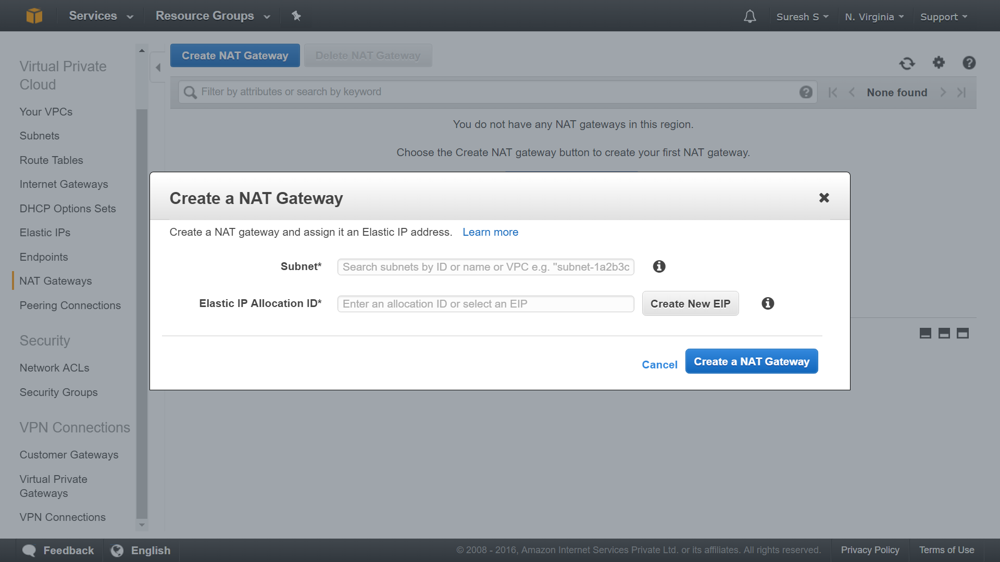 Services
Resource Groups
Suresh S
N. Virginia
Support
Virtual Private
Cloud
Your VPCs
Subnets
Route Tables
Internet Gateways
DHCP Options Sets
Elastic IPs
Endpoints
NAT Gateways
Peering Connections
Security
Network ACLs
Security Groups
VPN Connections
Customer Gateways
Virtual Private
Gateways
VPN Connections
Create NAT Gateway
Delete NAT Gateway
Filter by attributes or search by keyword
None found
You do not have any NAT gateways in this region.
Choose the Create NAT gateway button to create your first NAT gateway.
Create a NAT Gateway
Create a NAT gateway and assign it an Elastic IP address. Learn more
Subnet* Search subnets by ID or name or VPC e.g. "subnet-1a2b3c
Elastic IP Allocation ID* Enter an allocation ID or select an EIP Create New EIP
Cancel Create a NAT Gateway
Feedback
English
© 2008 - 2016, Amazon Internet Services Private Ltd. or its affiliates. All rights reserved.
Privacy Policy
Terms of Use